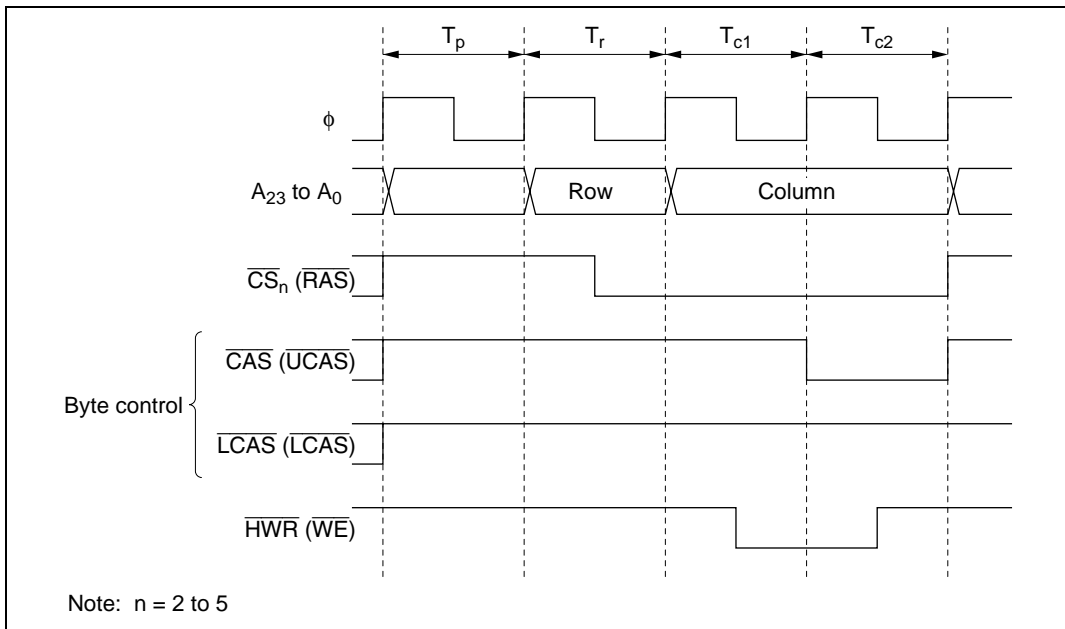 Tp Tr Tc1 Tc2
φ
A23 to A0 Row Column
CSn (RAS)
CAS (UCAS)
Byte control
LCAS (LCAS)
HWR (WE)
Note: n = 2 to 5